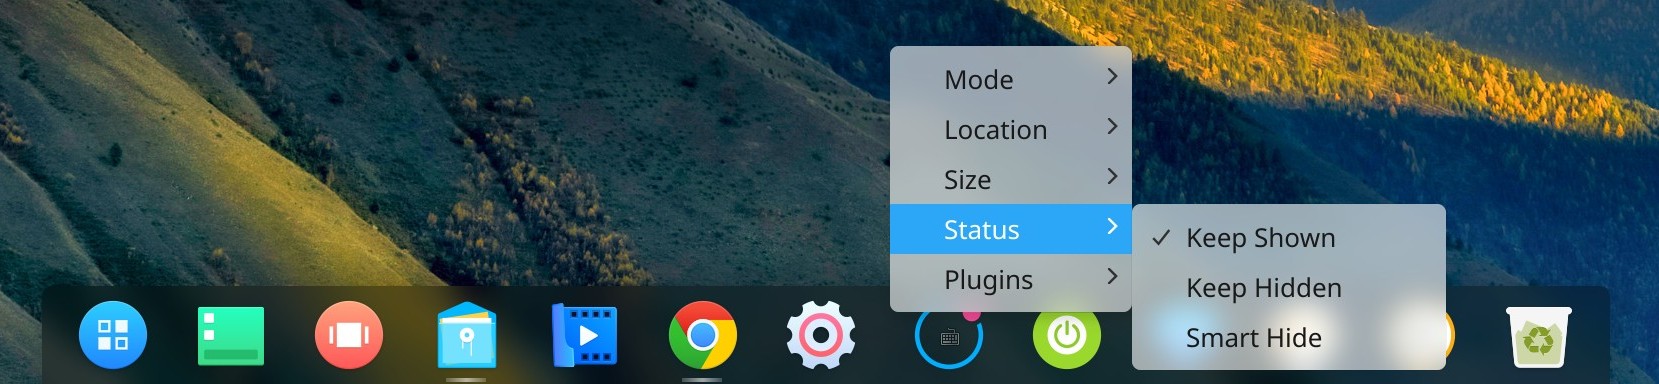 Mode
Location
Size
Status
Plugins
Keep Shown
Keep Hidden
Smart Hide